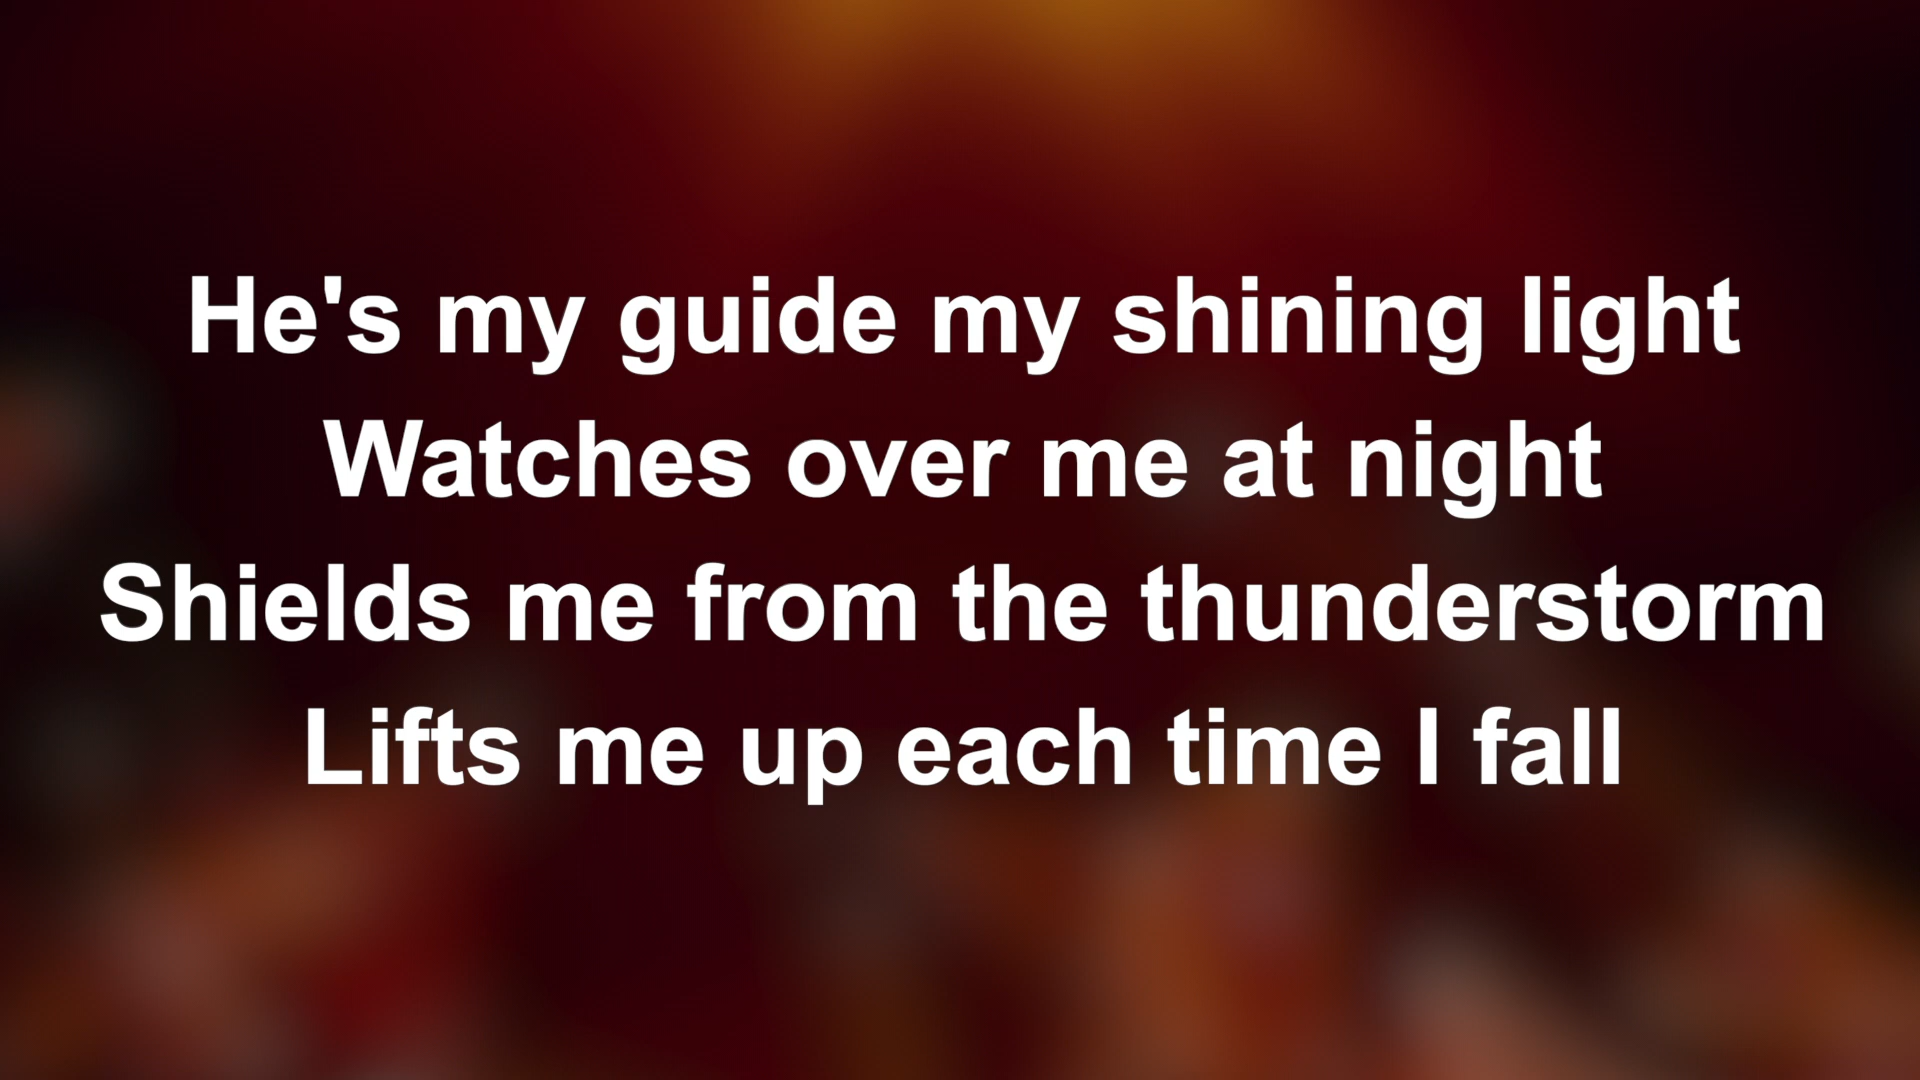 He's my guide my shining light
Watches over me at night
Shields me from the thunderstorm
Lifts me up each time I fall